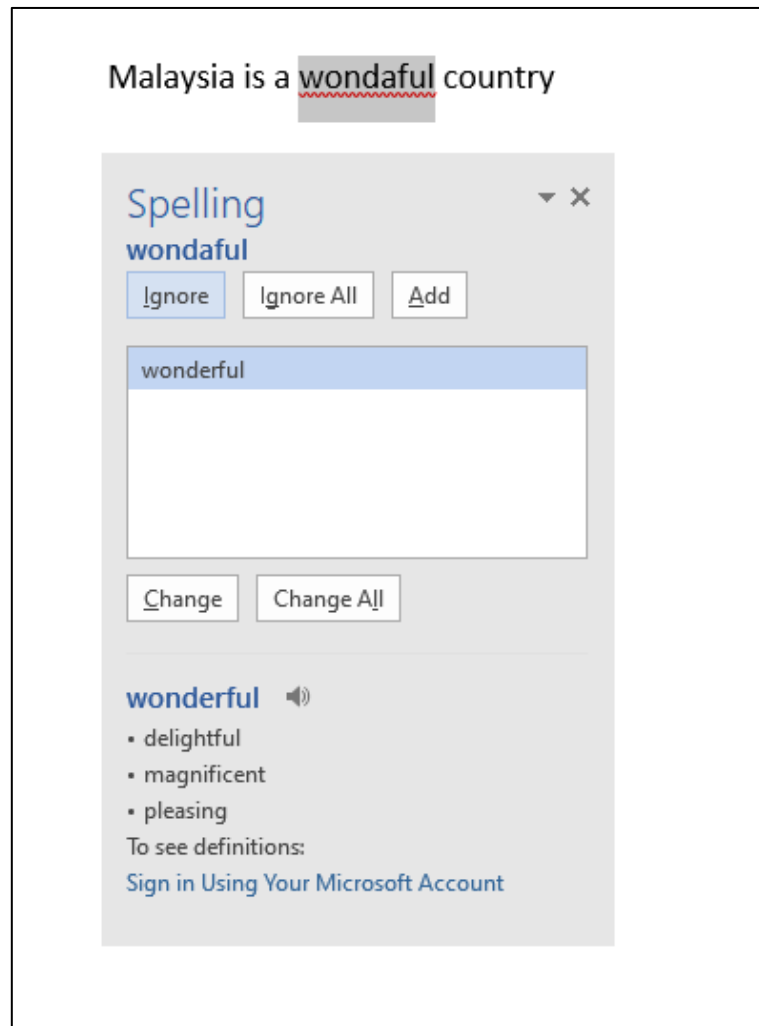 Malaysia is a wondaful country
Spelling
wondaful
Ignore Ignore All Add
wonderful
Change Change All
wonderful
▪ delightful
▪ magnificent
▪ pleasing
To see definitions:
Sign in Using Your Microsoft Account